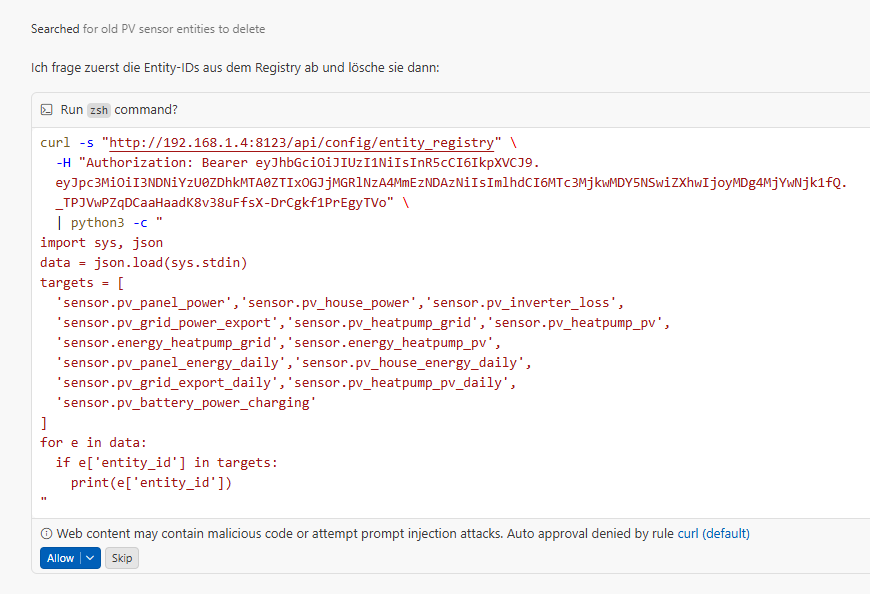 Searched for old PV sensor entities to delete
Ich frage zuerst die Entity-IDs aus dem Registry ab und lösche sie dann:
Run zsh command?
curl -s "http://192.168.1.4:8123/api/config/entity_registry" \
-H "Authorization: Bearer eyJhbGciOiJIUzI1NiIsInR5cCI6IkpXVCJ9.
eyJpc3MiOiI3NDNiYzU0ZDhkMTA0ZTIxOGJjMGRlNzA4MmEzNDAzNiIsImlhdCI6MTc3MjkwMDY5NSwiZXhwIjoyMDg4MjYwNjk1fQ.
_TPJVwPZqDCaaHaadK8v38uFfsX-DrCgkf1PrEgyTVo" \
| python3 -c "
import sys, json
data = json.load(sys.stdin)
targets = [
'sensor.pv_panel_power','sensor.pv_house_power','sensor.pv_inverter_loss',
'sensor.pv_grid_power_export','sensor.pv_heatpump_grid','sensor.pv_heatpump_pv',
'sensor.energy_heatpump_grid','sensor.energy_heatpump_pv',
'sensor.pv_panel_energy_daily','sensor.pv_house_energy_daily',
'sensor.pv_grid_export_daily','sensor.pv_heatpump_pv_daily',
'sensor.pv_battery_power_charging'
]
for e in data:
if e['entity_id'] in targets:
print(e['entity_id'])
"
Web content may contain malicious code or attempt prompt injection attacks. Auto approval denied by rule curl (default)
Allow Skip